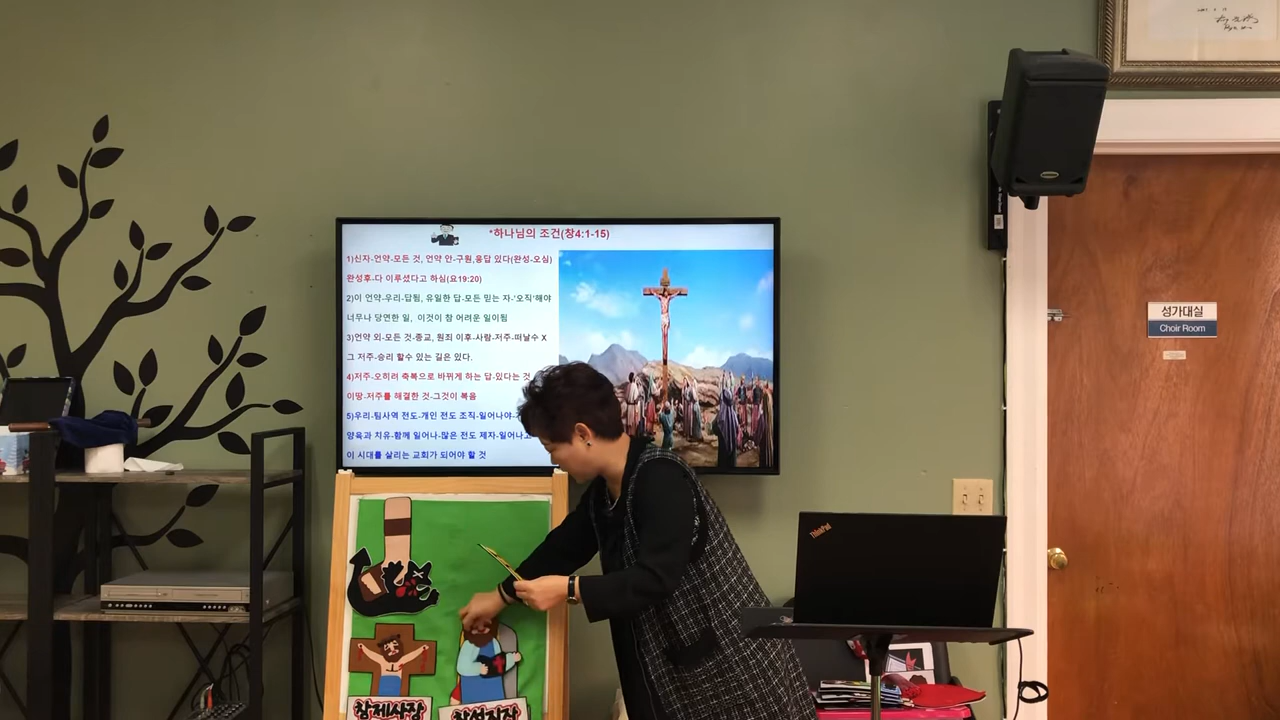 *하나님의 조건(창4:1-15)
1)신자-언약-모든 것, 언약 안-구원,응답 있다(완성-오심)
완성후-다 이루셨다고 하심(요19:20)
2)이 언약-우리-답됨, 유일한 답-모든 믿는 자-'오직'해야
너무나 당연한 일, 이것이 참 어려운 일이됨
3)언약 외-모든 것-종교, 원죄 이후-사람-저주-떠날수 X
그 저주-승리 할수 있는 길은 있다.
4)저주-오히려 축복으로 바뀌게 하는 답-있다는 것
이땅-저주를 해결한 것-그것이 복음
5)우리-팀사역 전도-개인 전도 조직-일어나야-
양육과 치유-함께 일어나-많은 전도 제자-일어나고
이 시대를 살리는 교회가 되어야 할 것
참제사장
참선지자
성가대실
Choir Room
ThinkPad